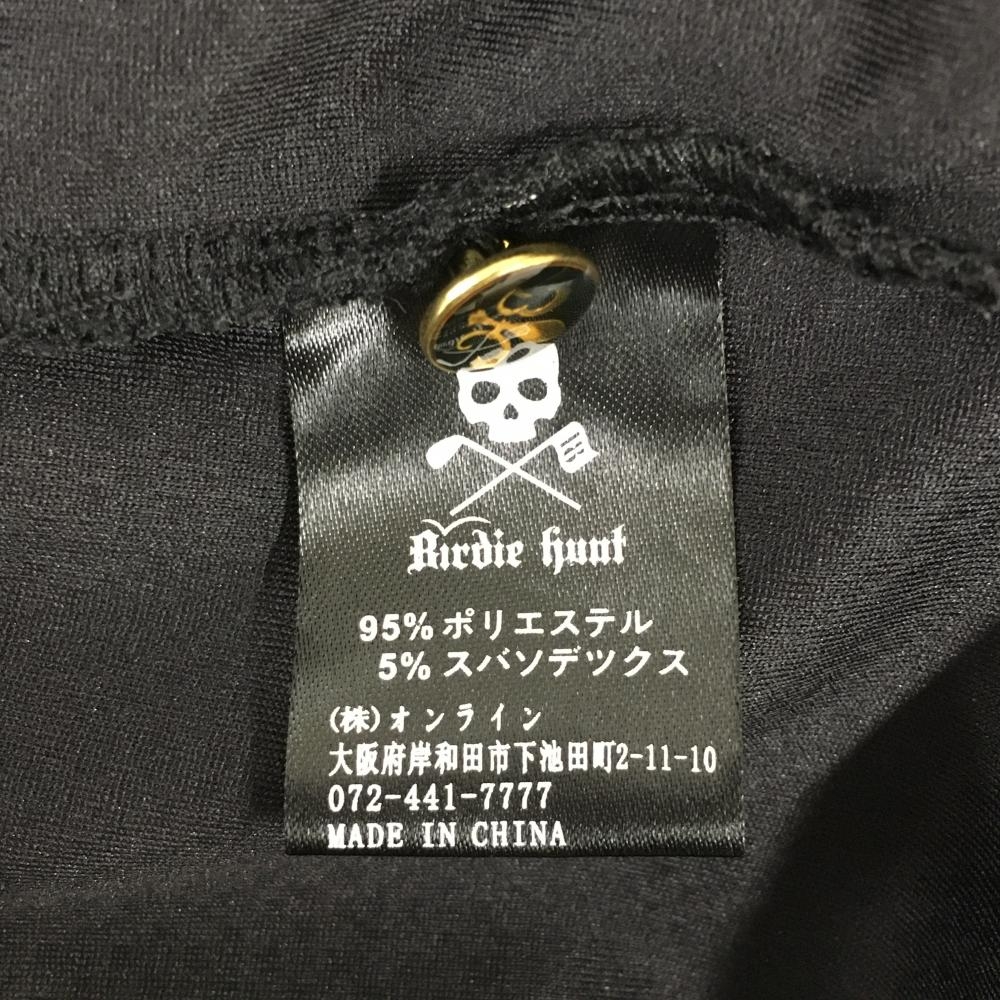 Birdie hunt
95% ポリエステル
5% スバソデツクス
(株)オンライン
大阪府岸和田市下池田町2-11-10
072-441-7777
MADE IN CHINA